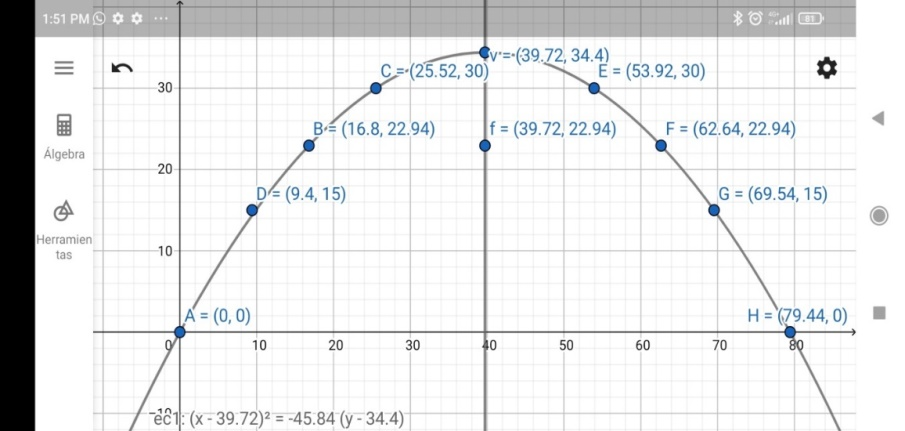 1:51 PM ... 4G+ 81
v = (39.72, 34.4)
C = (25.52, 30)
E = (53.92, 30)
B = (16.8, 22.94)
f = (39.72, 22.94)
F = (62.64, 22.94)
D = (9.4, 15)
G = (69.54, 15)
A = (0, 0)
H = (79.44, 0)
30
20
10
-10
0 10 20 30 40 50 60 70 80
Álgebra
Herramien
tas
ec1: (x - 39.72)² = -45.84 (y - 34.4)